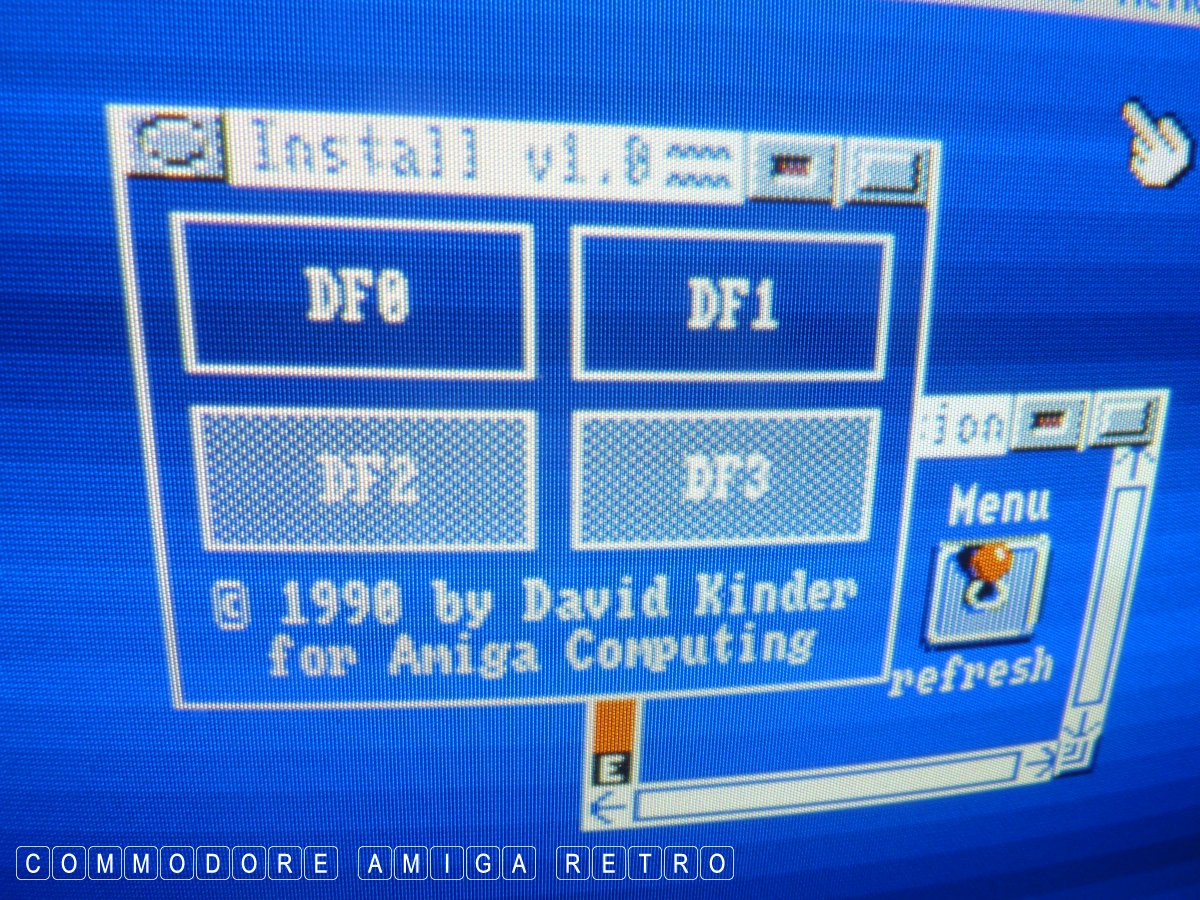 Install v1.0
DF0
DF1
DF2
DF3
© 1990 by David Kinder
for Amiga Computing
ion
Menu
refresh
E
COMMODORE AMIGA RETRO